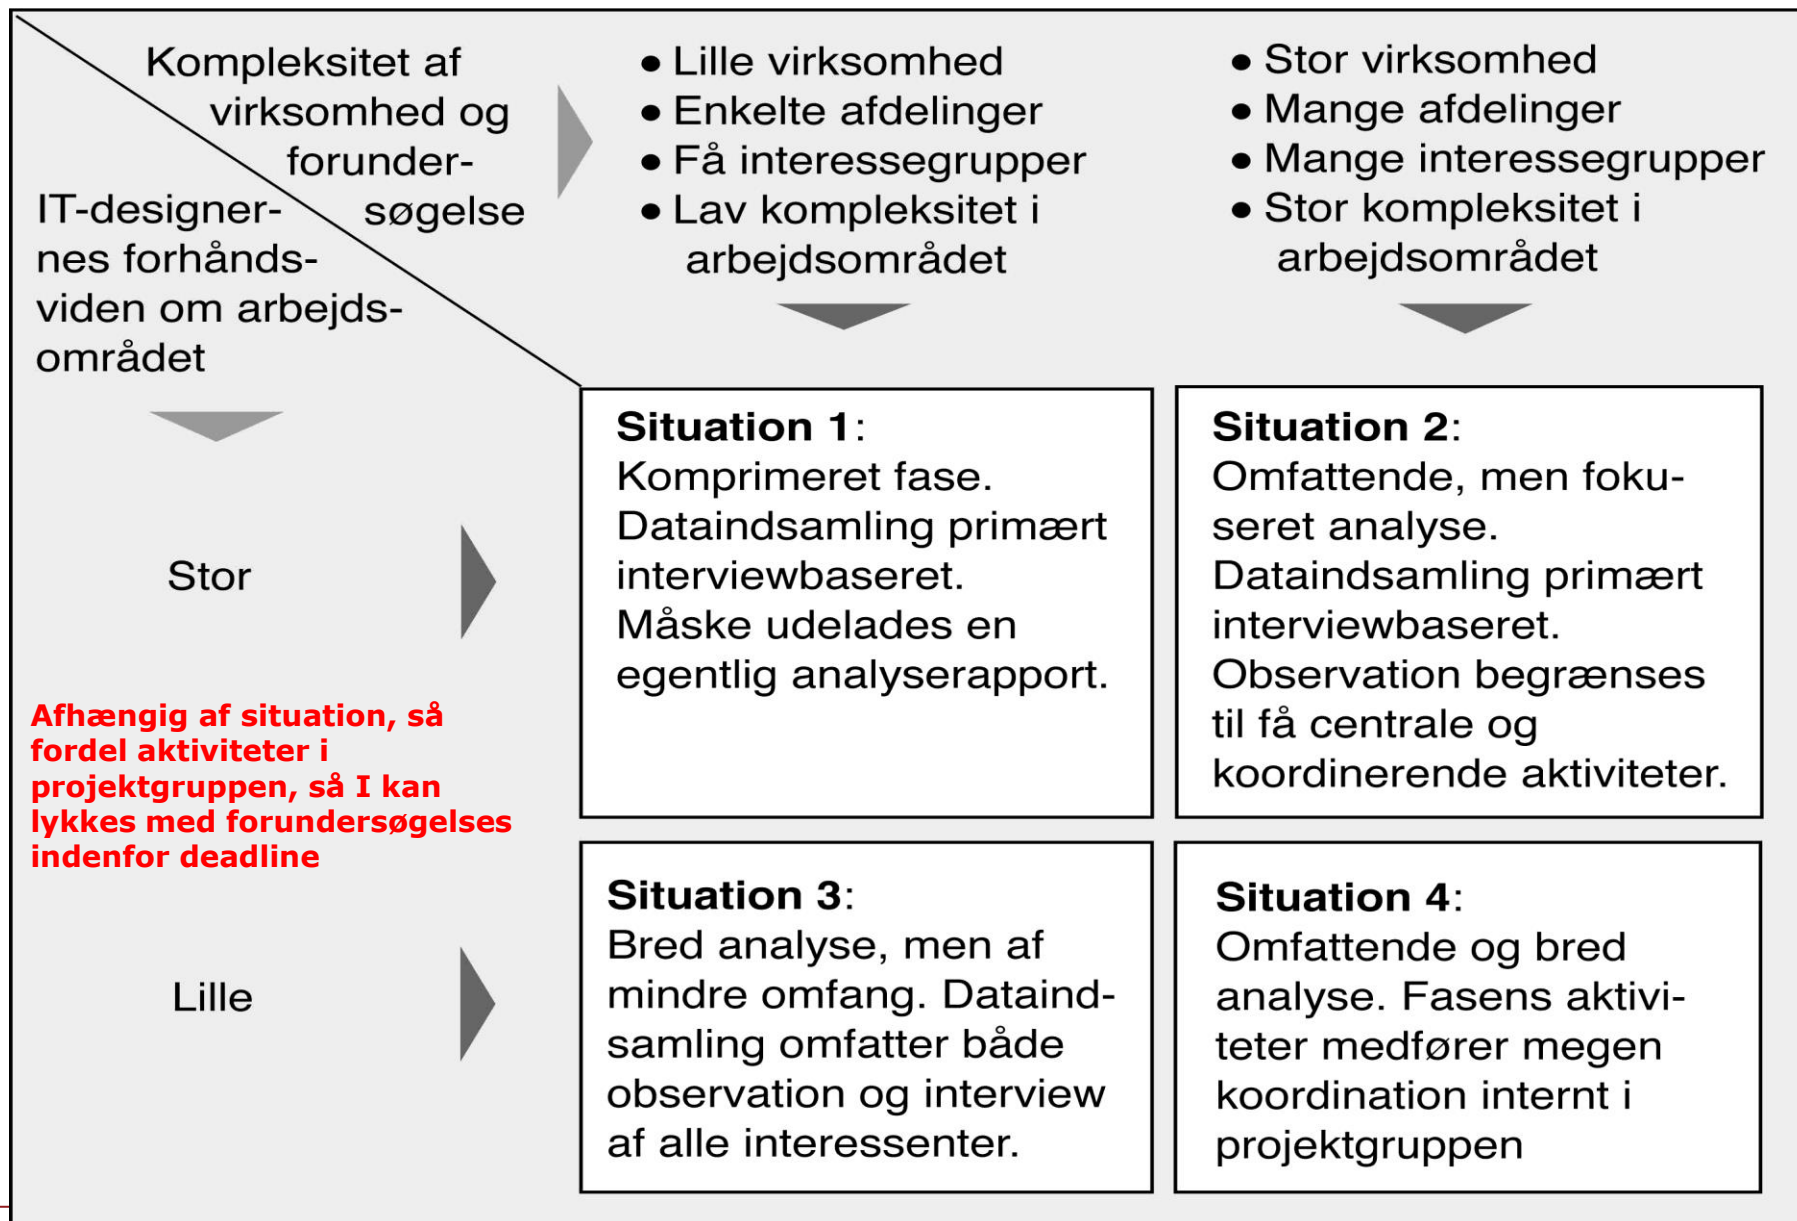 Kompleksitet af
virksomhed og
forunder-
søgelse
IT-designer-
nes forhånds-
viden om arbejds-
området
• Lille virksomhed
• Enkelte afdelinger
• Få interessegrupper
• Lav kompleksitet i
arbejdsområdet
• Stor virksomhed
• Mange afdelinger
• Mange interessegrupper
• Stor kompleksitet i
arbejdsområdet
Stor
Situation 1:
Komprimeret fase.
Dataindsamling primært
interviewbaseret.
Måske udelades en
egentlig analyserapport.
Situation 2:
Omfattende, men foku-
seret analyse.
Dataindsamling primært
interviewbaseret.
Observation begrænses
til få centrale og
koordinerende aktiviteter.
Afhængig af situation, så
fordel aktiviteter i
projektgruppen, så I kan
lykkes med forundersøgelses
indenfor deadline
Lille
Situation 3:
Bred analyse, men af
mindre omfang. Dataind-
samling omfatter både
observation og interview
af alle interessenter.
Situation 4:
Omfattende og bred
analyse. Fasens aktivi-
teter medfører megen
koordination internt i
projektgruppen